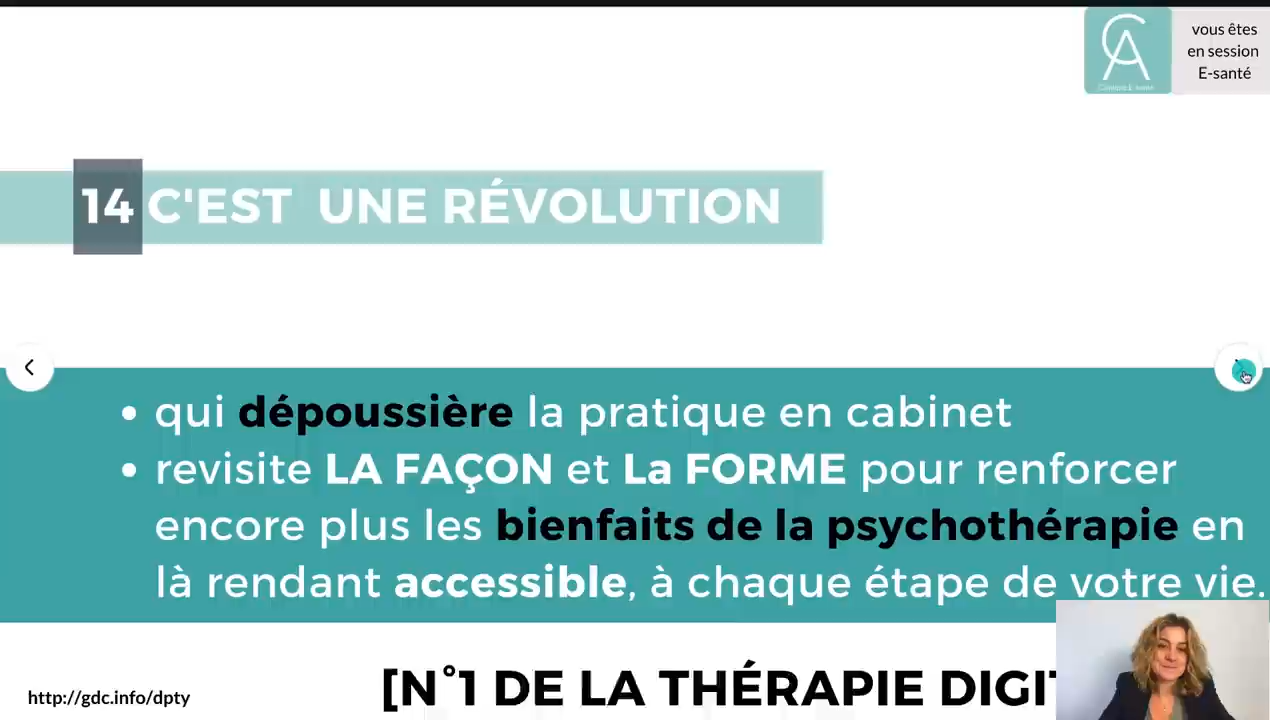 vous êtes
en session
E-santé
CA
14 C'EST UNE RÉVOLUTION
• qui dépoussière la pratique en cabinet
• revisite LA FAÇON et La FORME pour renforcer
encore plus les bienfaits de la psychothérapie en
là rendant accessible, à chaque étape de votre vie.
[N°1 DE LA THÉRAPIE DIGIT
http://gdc.info/dpty